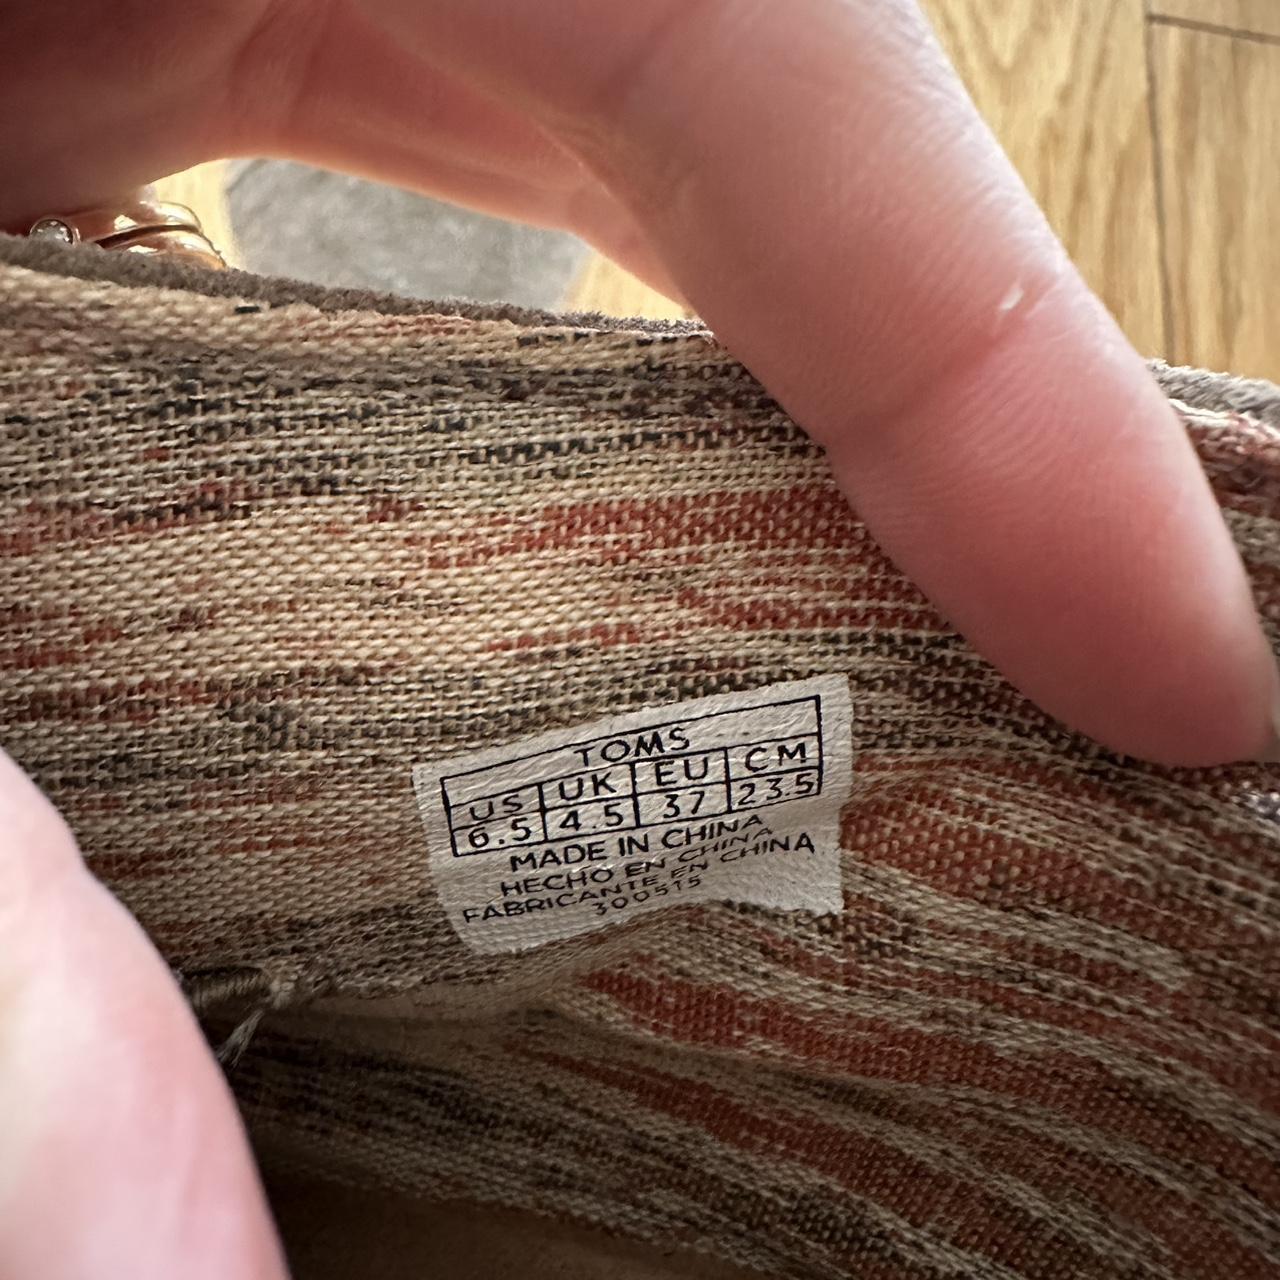 TOMS
US UK EU CM
6.5 4.5 37 23.5
MADE IN CHINA
HECHO EN CHINA
FABRICANTE EN CHINA
300515